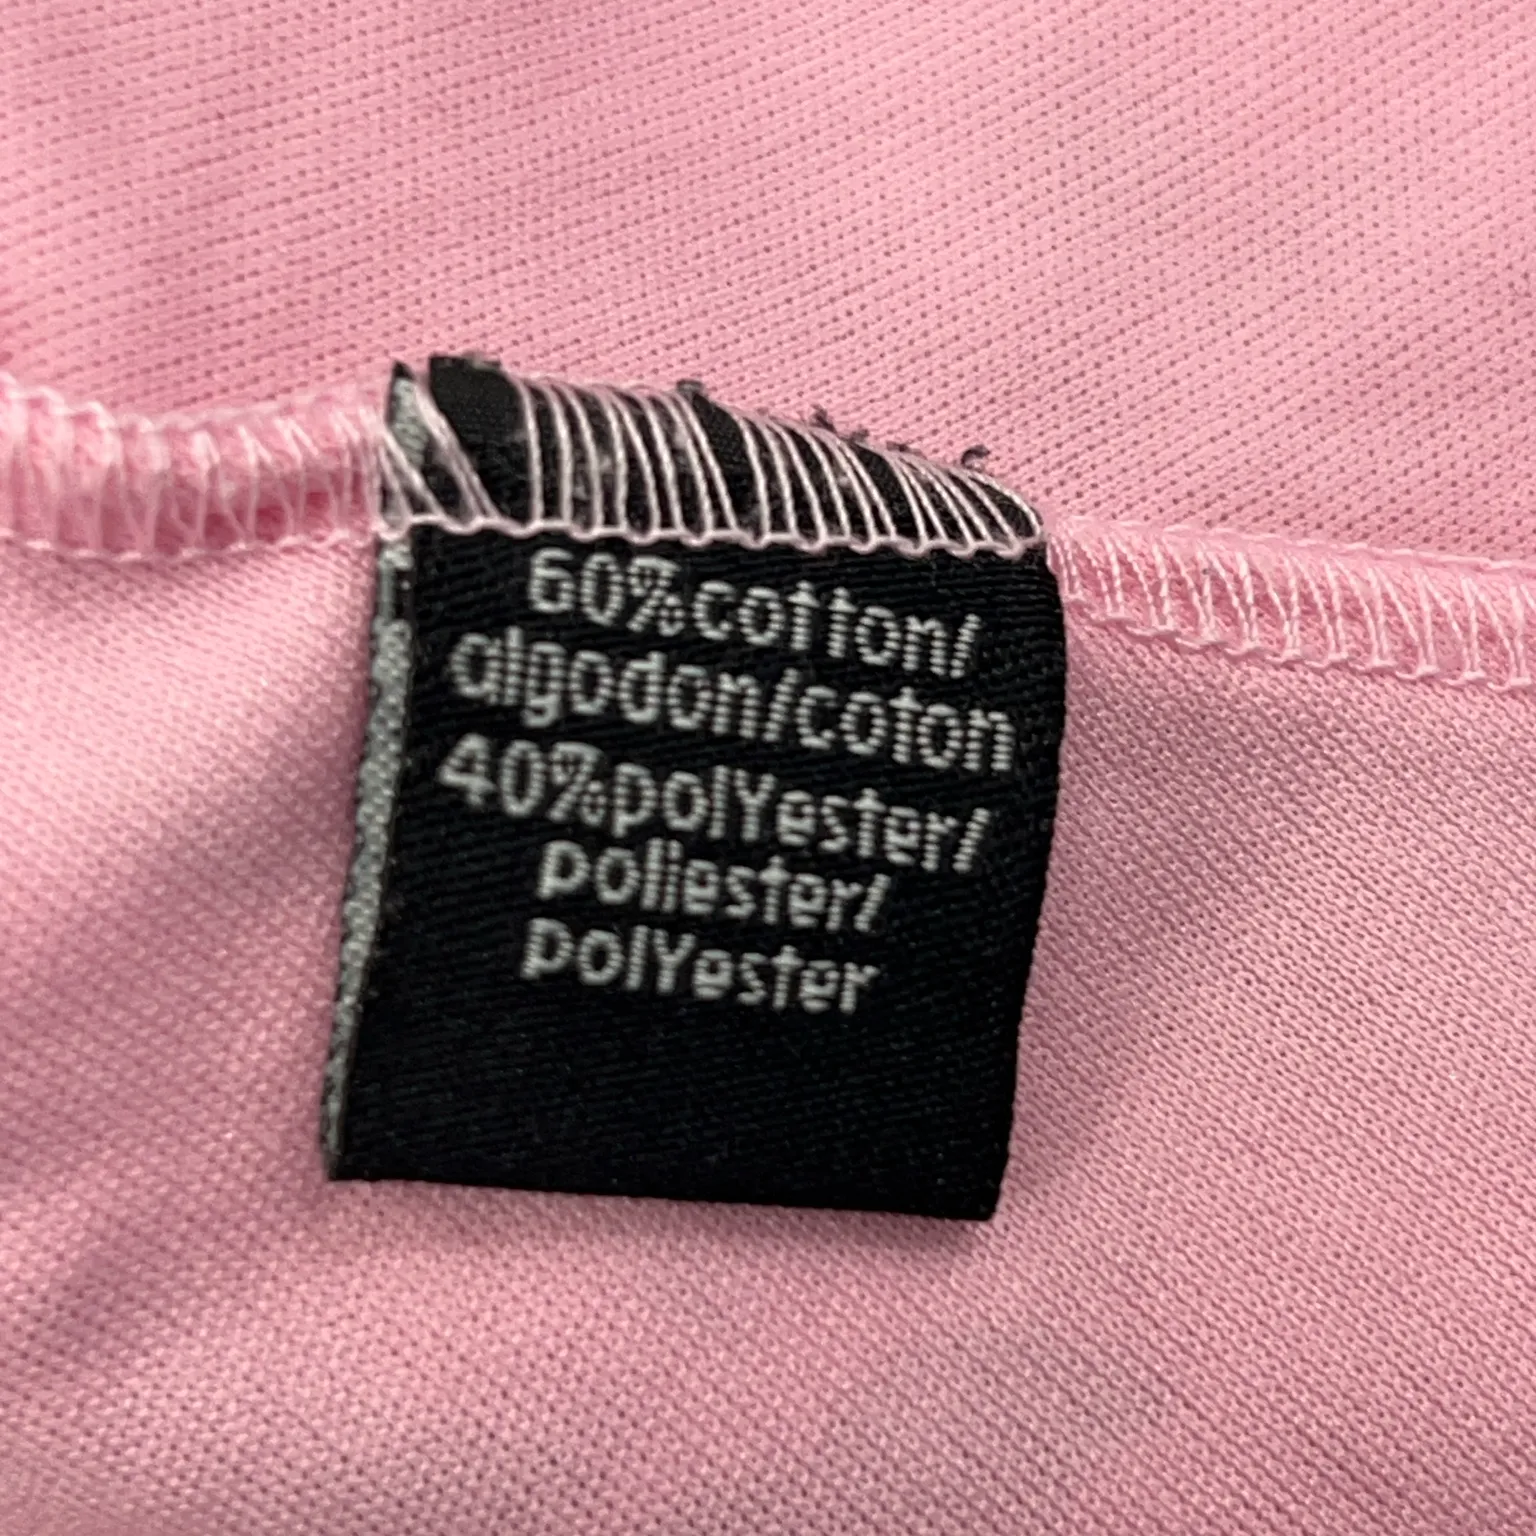 60%cotton/
algodon/coton
40%polYester/
poliester/
polYester